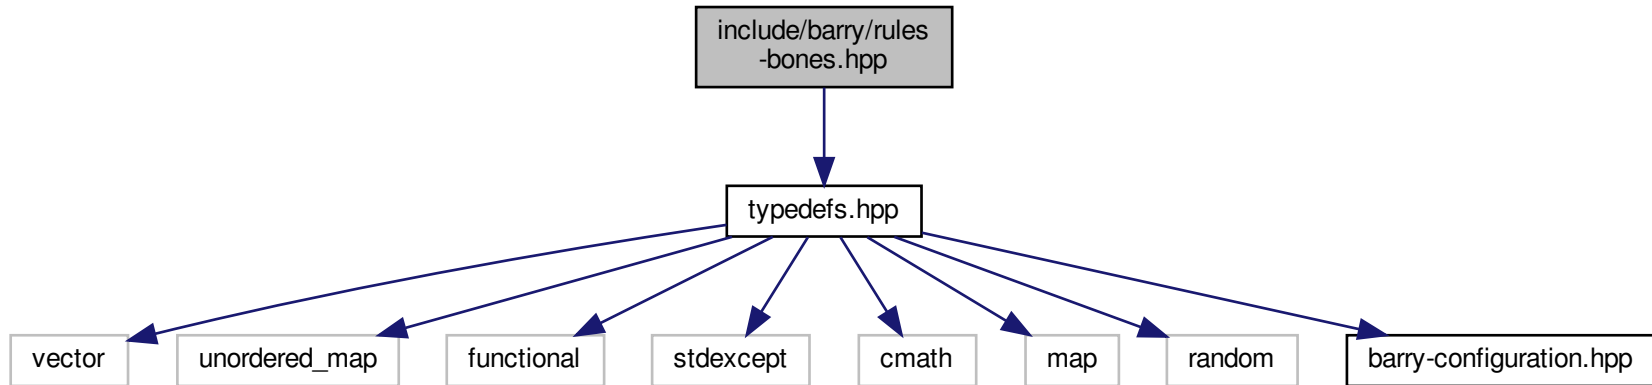 include/barry/rules
-bones.hpp
typedefs.hpp
vector
unordered_map
functional
stdexcept
cmath
map
random
barry-configuration.hpp